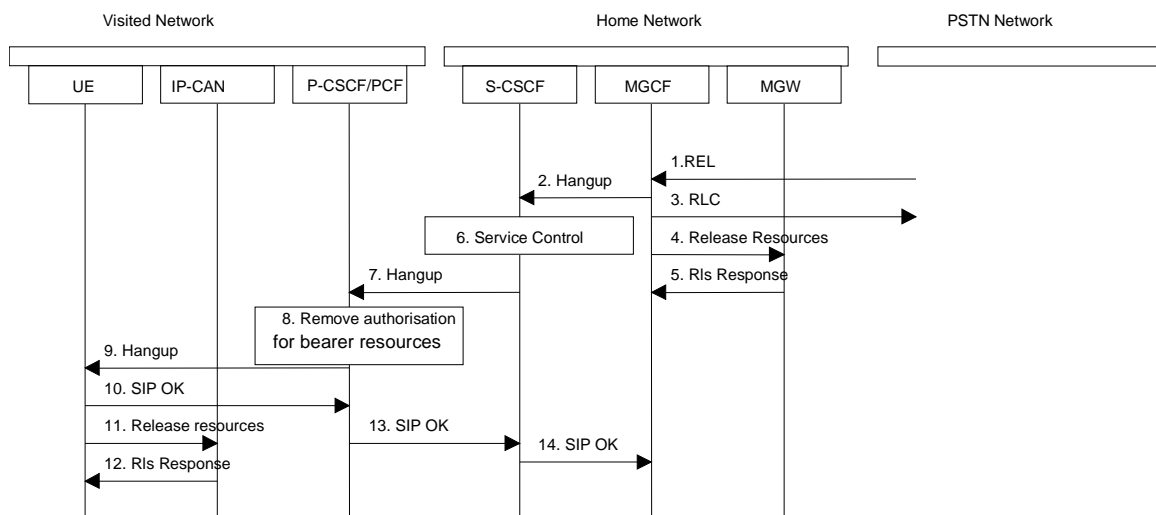 Visited Network
Home Network
PSTN Network
UE
IP-CAN
P-CSCF/PCF
S-CSCF
MGCF
MGW
1.REL
2. Hangup
3. RLC
6. Service Control
4. Release Resources
7. Hangup
5. Rls Response
8. Remove authorisation
for bearer resources
9. Hangup
10. SIP OK
11. Release resources
13. SIP OK
14. SIP OK
12. Rls Response